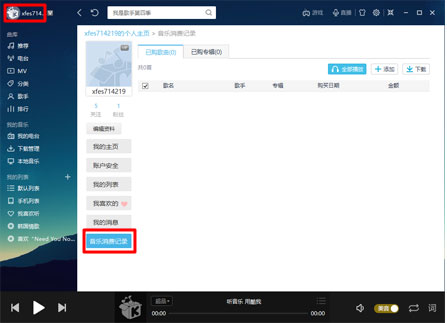 xfes714...
我是歌手第四季
游戏
直播
曲库
推荐
电台
MV
分类
歌手
排行
我的音乐
我的电台
下载管理
本地音乐
我的列表
默认列表
手机列表
我喜欢听
韩国情歌
喜欢 "Need You No...
xfes714219的个人主页 > 音乐消费记录
VIP
xfes714219
5
1
关注
粉丝
编辑资料
我的主页
账户安全
我的列表
我喜欢的
我的消息
音乐消费记录
已购歌曲(0)
已购专辑(0)
共0首
全部播放
添加
下载
歌名
歌手
专辑
购买日期
金额
听音乐 用酷我
00:00
00:00
词